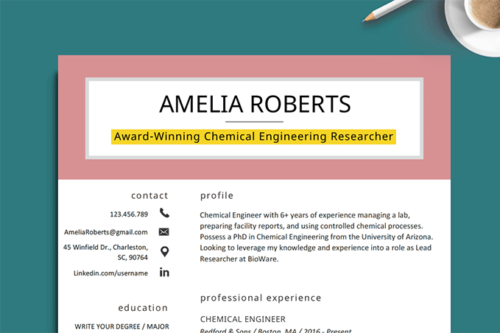 AMELIA ROBERTS
Award-Winning Chemical Engineering Researcher
contact
123.456.789
AmeliaRoberts@gmail.com
45 Winfield Dr., Charleston,
SC, 90764
Linkedin.com/username
in
education
WRITE YOUR DEGREE / MAJOR
profile
Chemical Engineer with 6+ years of experience managing a lab,
preparing facility reports, and using controlled chemical processes.
Possess a PhD in Chemical Engineering from the University of Arizona.
Looking to leverage my knowledge and experience into a role as Lead
Researcher at BioWare.
professional experience
CHEMICAL ENGINEER
Redford & Sons / Boston, MA / 2016 - Present